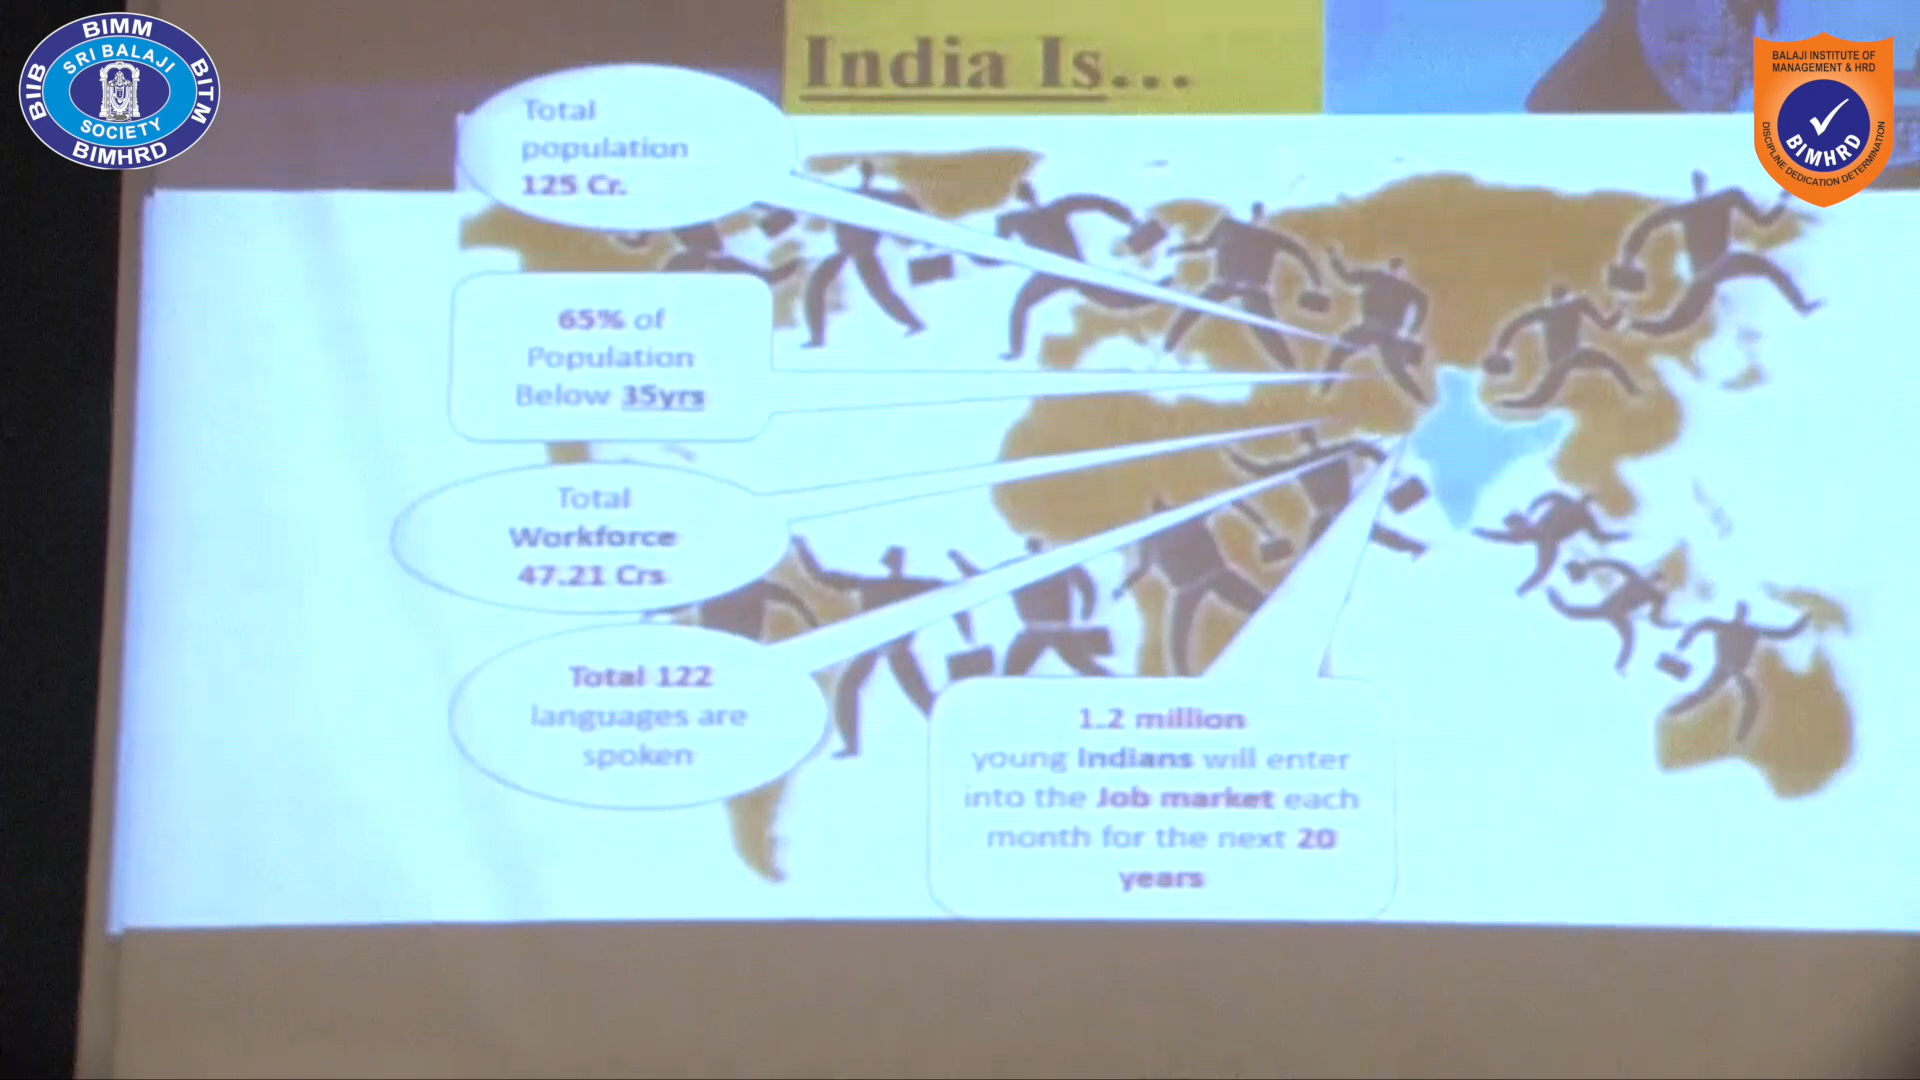 BIMM
SRI BALAJI
BIIB
BITM
SOCIETY
BIMHRD
India Is...
BALAJI INSTITUTE OF
MANAGEMENT & HRD
BIMHRD
DISCIPLINE DEDICATION DETERMINATION
Total
population
125 Cr.
65% of
Population
Below 35yrs
Total
Workforce
47.21 Crs
Total 122
languages are
spoken
1.2 million
young Indians will enter
into the Job market each
month for the next 20
years